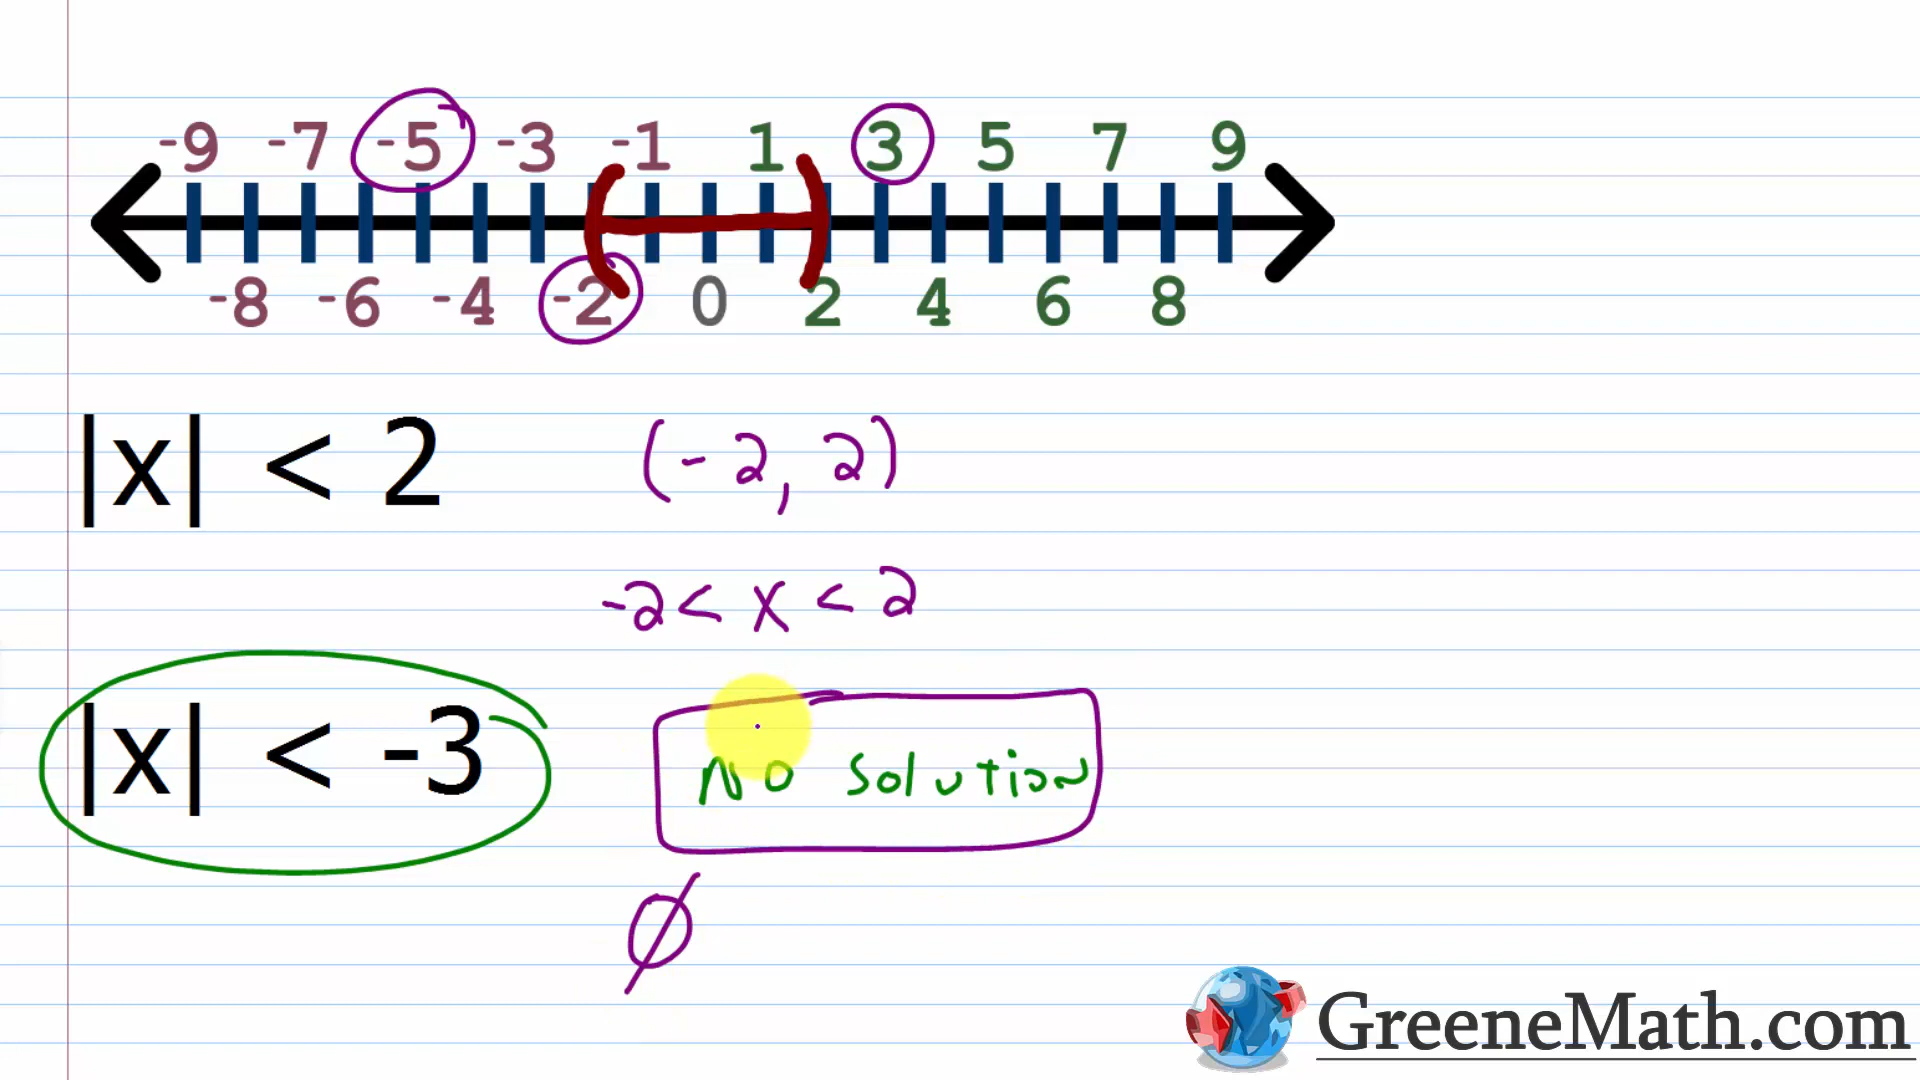 -9 -7 -5 -3 -1 1 3 5 7 9
-8 -6 -4 -2 0 2 4 6 8
|x| < 2 (-2, 2)
-2 < x < 2
|x| < -3 No solution
∅
GreeneMath.com